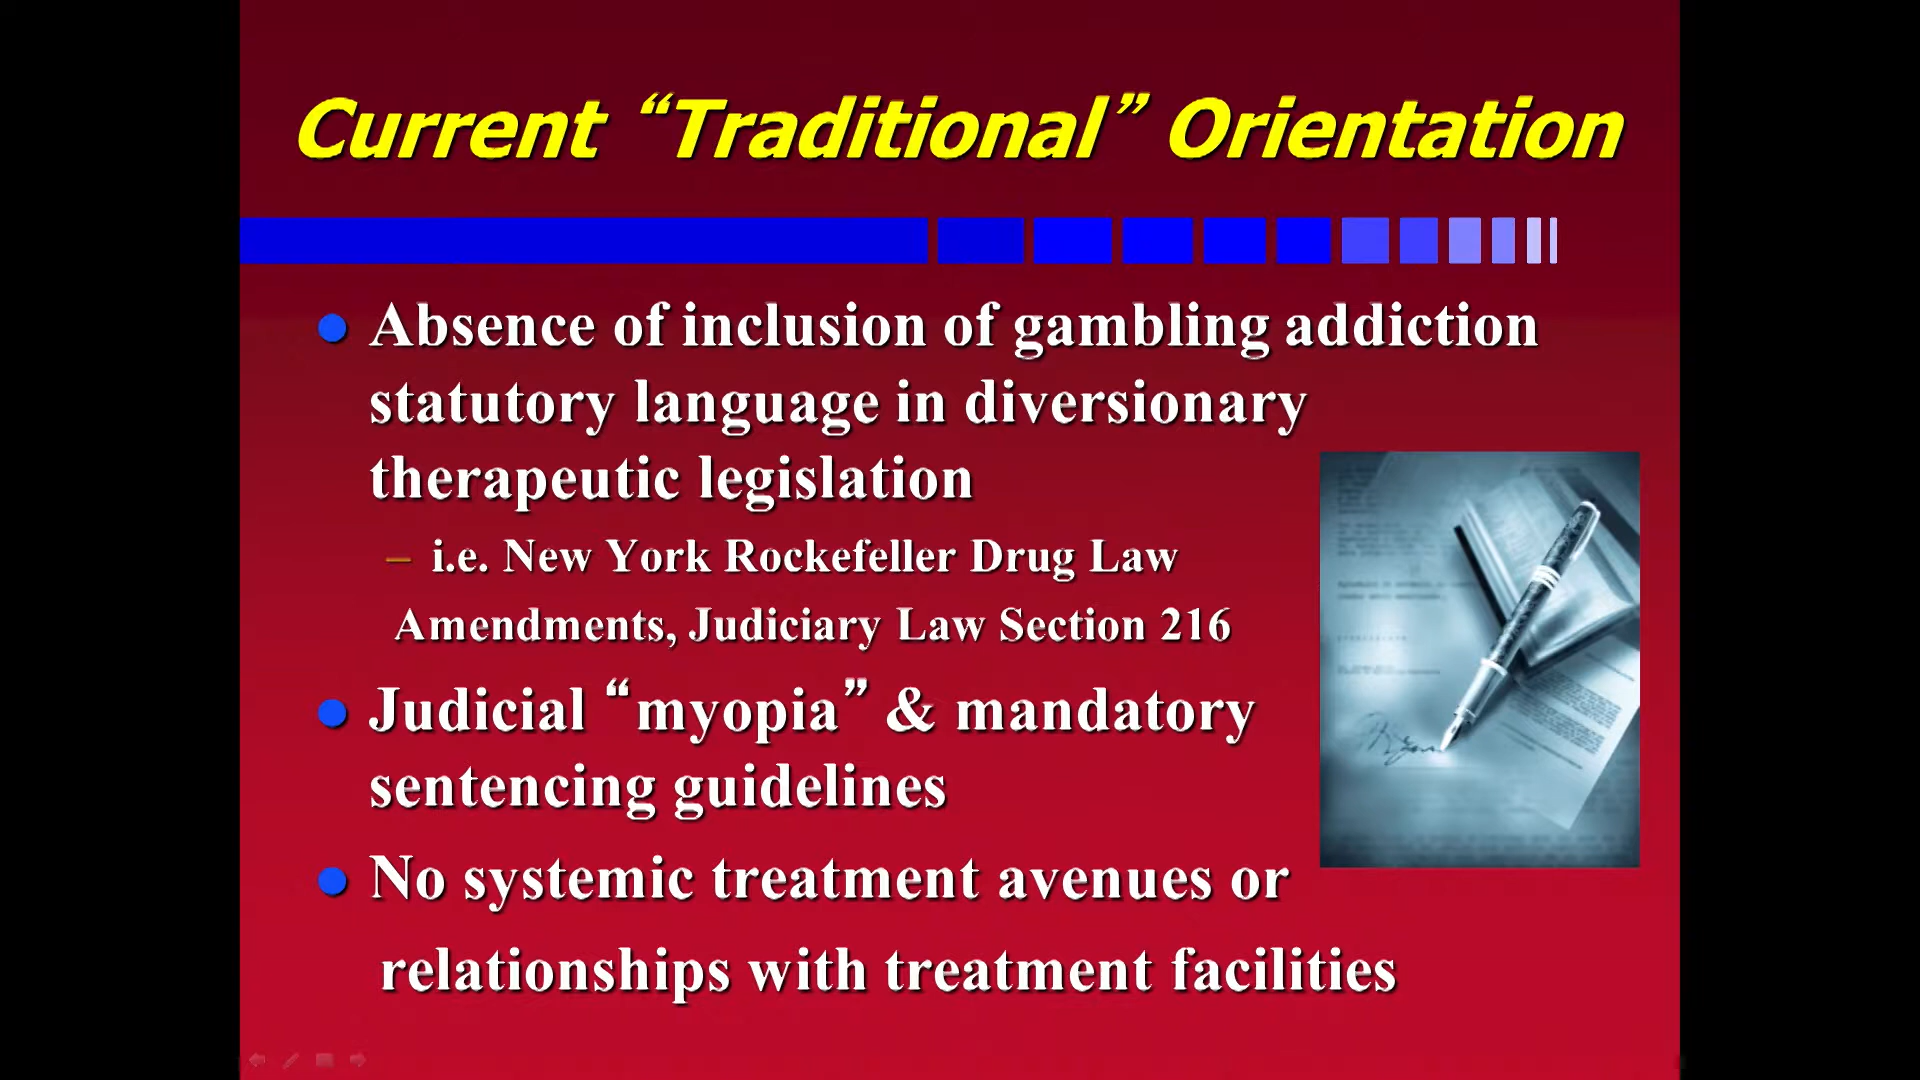 Current “Traditional” Orientation
Absence of inclusion of gambling addiction
statutory language in diversionary
therapeutic legislation
– i.e. New York Rockefeller Drug Law
Amendments, Judiciary Law Section 216
Judicial “myopia” & mandatory
sentencing guidelines
No systemic treatment avenues or
relationships with treatment facilities